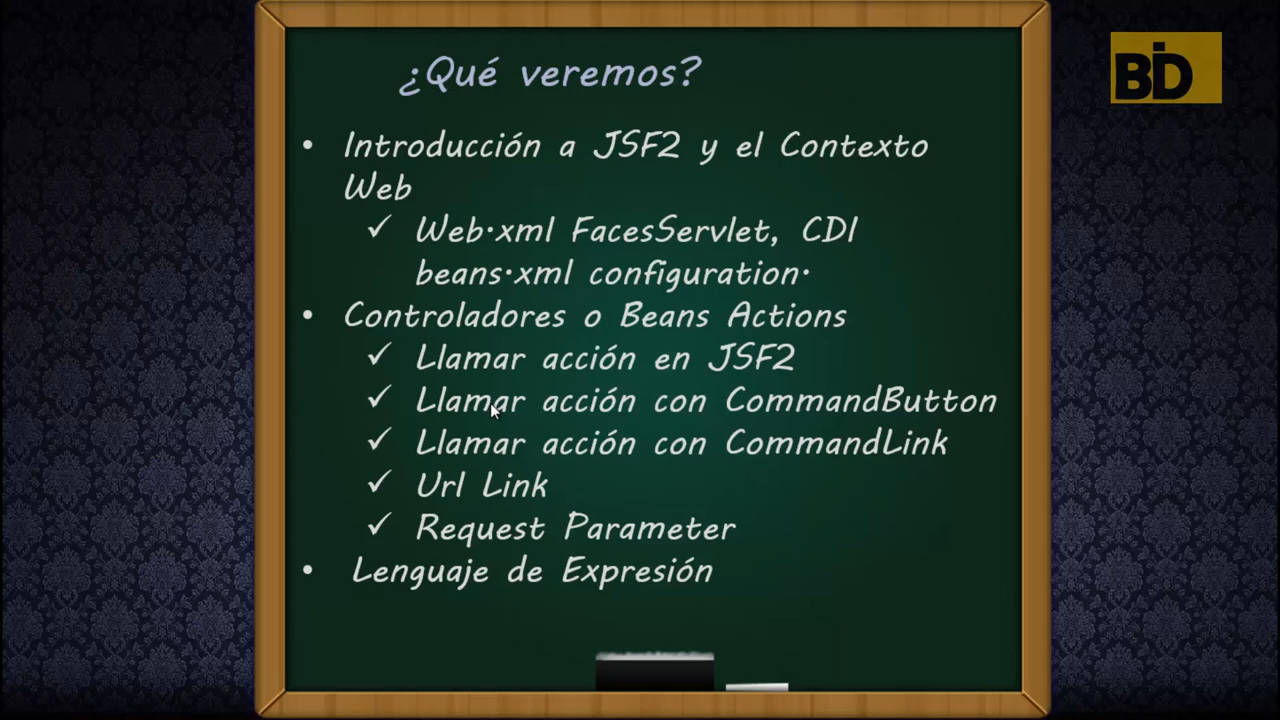 ¿Qué veremos?
BID
• Introducción a JSF2 y el Contexto
Web
✓ Web.xml FacesServlet, CDI
beans.xml configuration.
• Controladores o Beans Actions
✓ Llamar acción en JSF2
✓ Llamar acción con CommandButton
✓ Llamar acción con CommandLink
✓ Url Link
✓ Request Parameter
• Lenguaje de Expresión